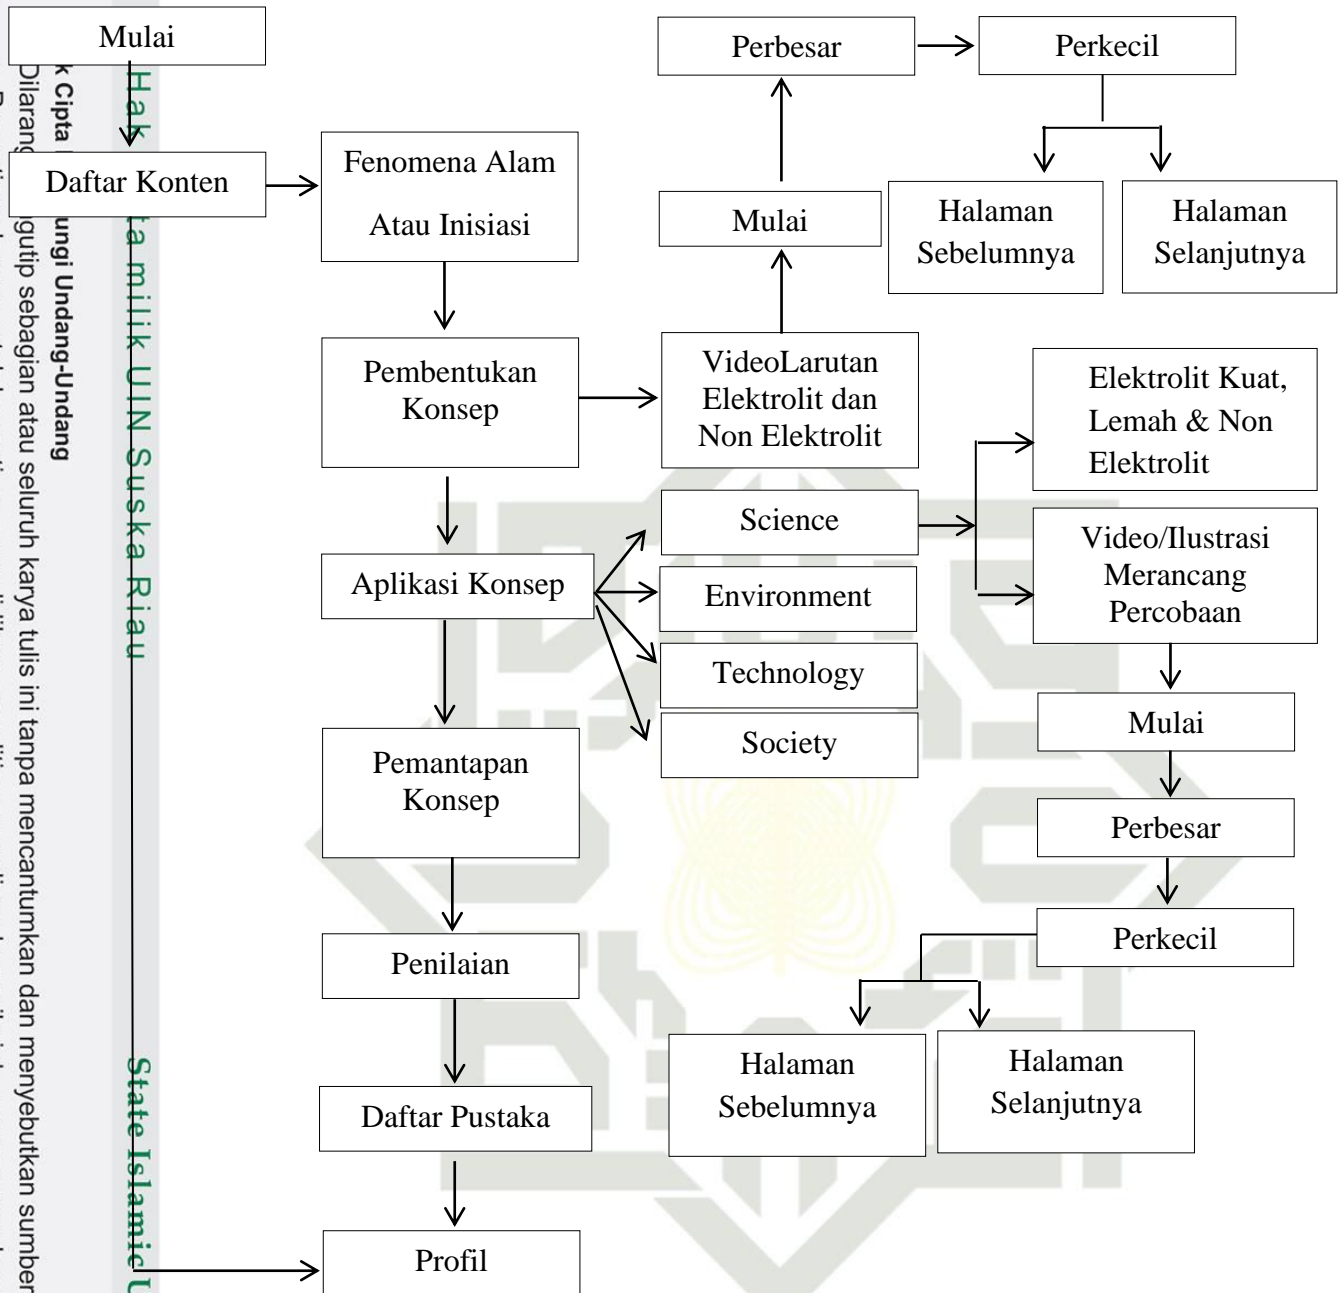 Mulai
Daftar Konten
Fenomena Alam
Atau Inisiasi
Pembentukan
Konsep
Aplikasi Konsep
Pemantapan
Konsep
Penilaian
Daftar Pustaka
Profil
Perbesar
Perkecil
Mulai
Halaman
Sebelumnya
Halaman
Selanjutnya
VideoLarutan
Elektrolit dan
Non Elektrolit
Science
Environment
Technology
Society
Elektrolit Kuat,
Lemah & Non
Elektrolit
Video/Ilustrasi
Merancang
Percobaan
Mulai
Perbesar
Perkecil
Halaman
Sebelumnya
Halaman
Selanjutnya
Hak ta milik UIN Suska Riau
State Islamic U
k Cipta ungi Undang-Undang
Dilarang gutip sebagian atau seluruh karya tulis ini tanpa mencantumkan dan menyebutkan sumber